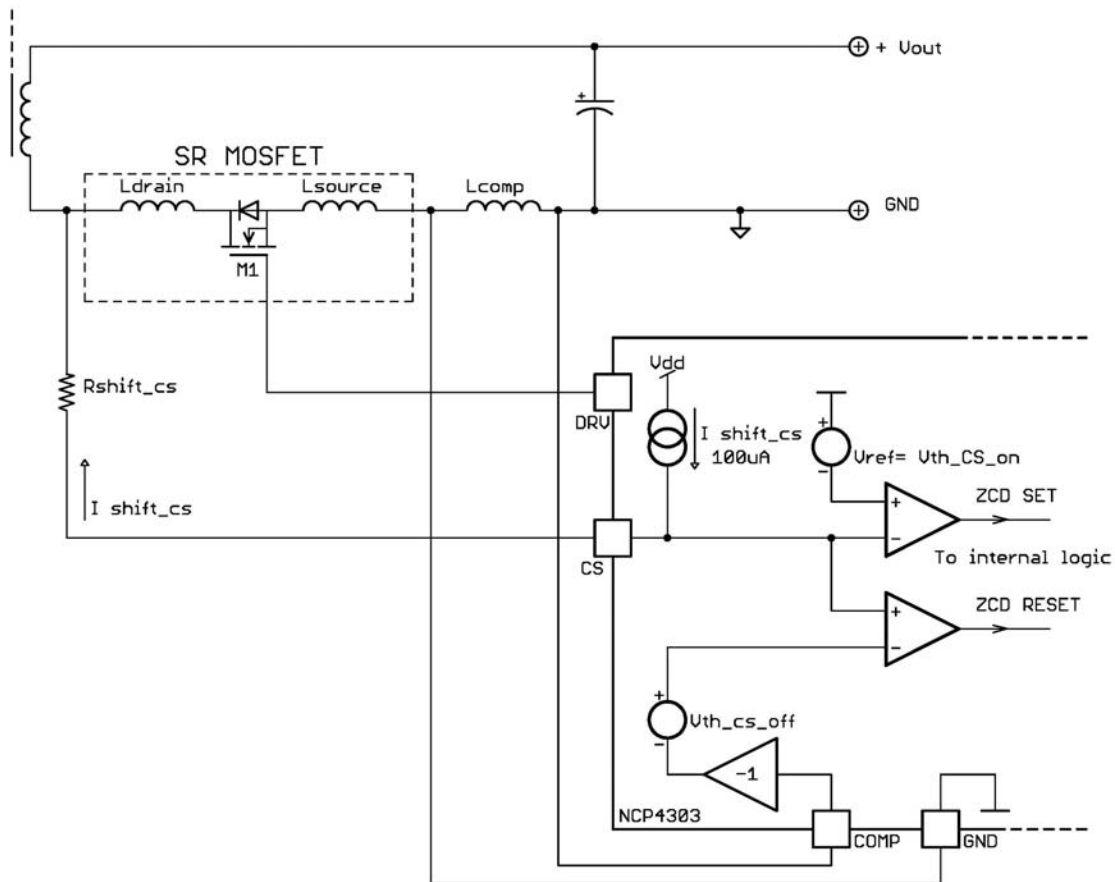 + Vout
SR MOSFET
Ldrain
Lsource
Lcomp
GND
M1
Rshift_cs
I shift_cs
DRV
Vdd
I shift_cs
100uA
+
-
Vref= Vth_CS_on
+
-
ZCD SET
To internal logic
CS
ZCD RESET
+
-
+
-
Vth_cs_off
-1
NCP4303
COMP
GND
+